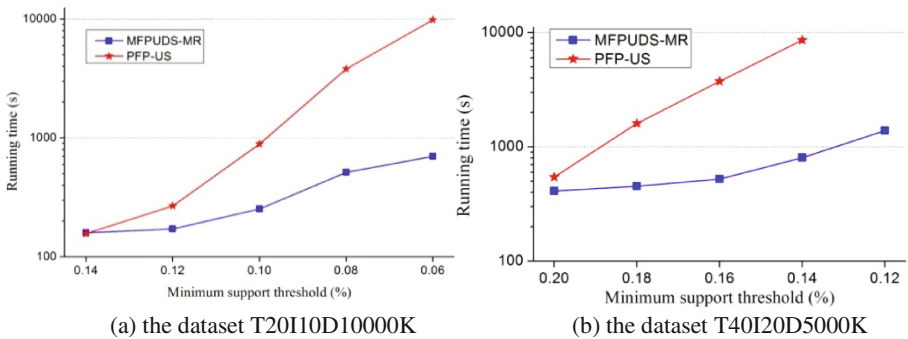 10000
MFPUDS-MR
PFP-US
1000
100
Running time (s)
0.14 0.12 0.10 0.08 0.06
Minimum support threshold (%)
(a) the dataset T20I10D10000K
10000
MFPUDS-MR
PFP-US
1000
100
Running time (s)
0.20 0.18 0.16 0.14 0.12
Minimum support threshold (%)
(b) the dataset T40I20D5000K